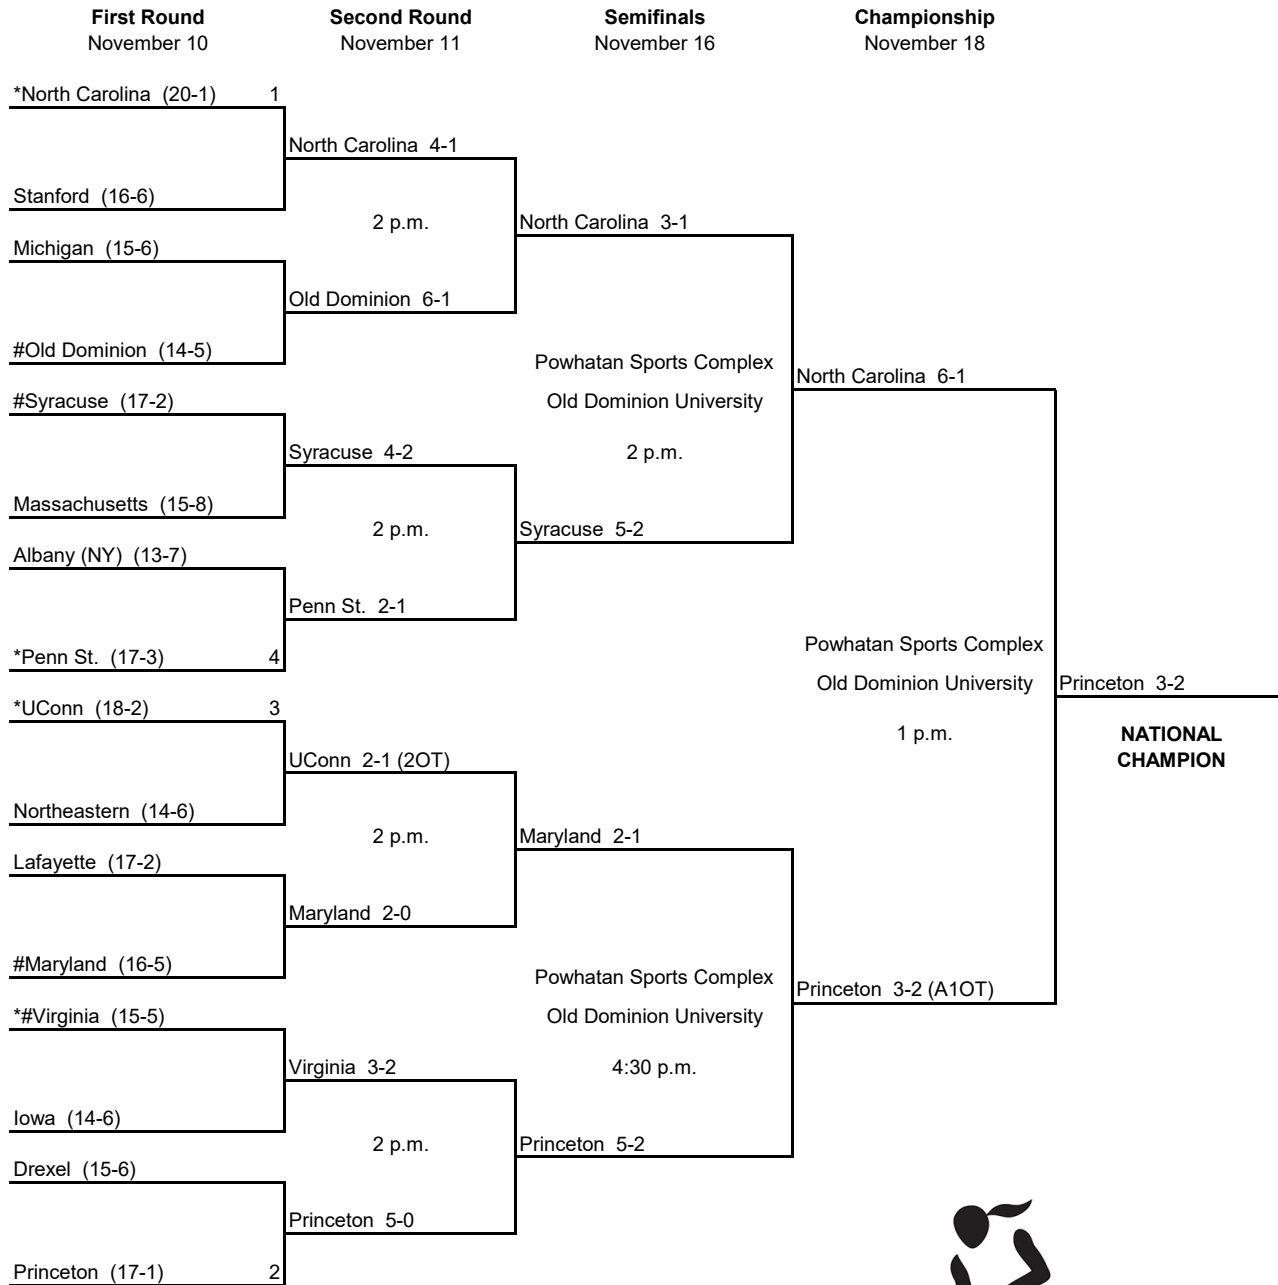 First Round
November 10
Second Round
November 11
Semifinals
November 16
Championship
November 18
*North Carolina (20-1) 1
North Carolina 4-1
Stanford (16-6)
2 p.m.
North Carolina 3-1
Michigan (15-6)
Old Dominion 6-1
#Old Dominion (14-5)
Powhatan Sports Complex
Old Dominion University
2 p.m.
North Carolina 6-1
#Syracuse (17-2)
Syracuse 4-2
Massachusetts (15-8)
2 p.m.
Syracuse 5-2
Albany (NY) (13-7)
Penn St. 2-1
*Penn St. (17-3) 4
Powhatan Sports Complex
Old Dominion University
1 p.m.
Princeton 3-2
NATIONAL
CHAMPION
*UConn (18-2) 3
UConn 2-1 (2OT)
Northeastern (14-6)
2 p.m.
Maryland 2-1
Lafayette (17-2)
Maryland 2-0
#Maryland (16-5)
Powhatan Sports Complex
Old Dominion University
4:30 p.m.
Princeton 3-2 (A1OT)
*#Virginia (15-5)
Virginia 3-2
Iowa (14-6)
2 p.m.
Princeton 5-2
Drexel (15-6)
Princeton 5-0
Princeton (17-1) 2